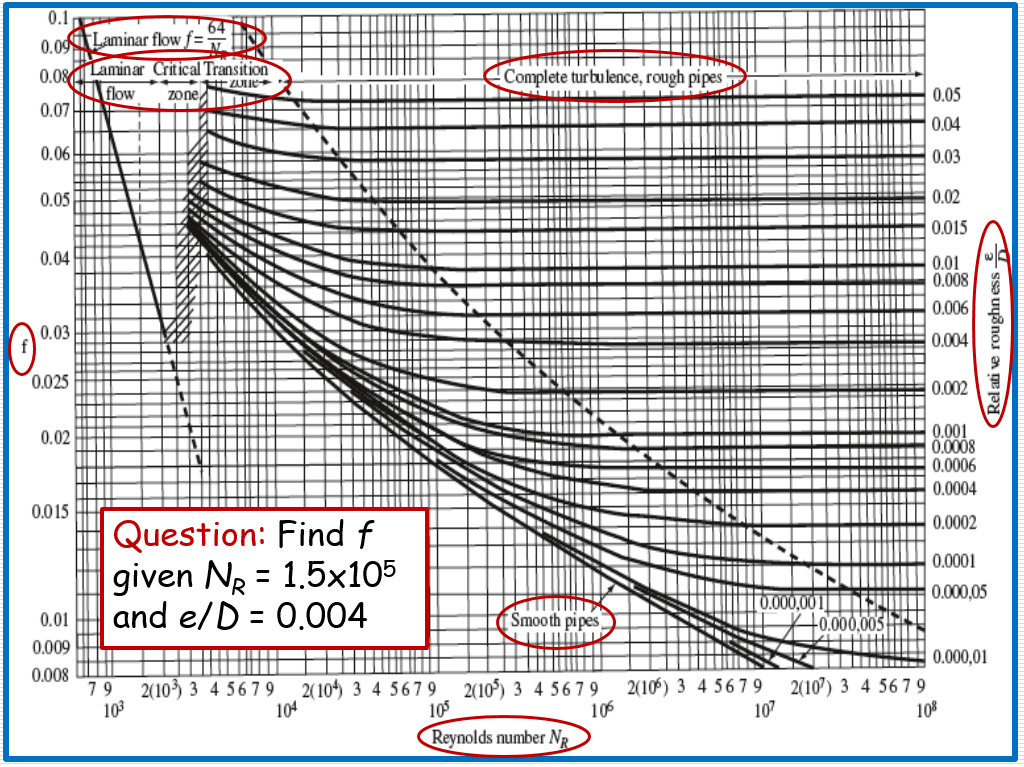 0.1
0.09
0.08
0.07
0.06
0.05
0.04
0.03
0.025
0.02
0.015
0.01
0.009
0.008
f
Laminar flow f = 64
N
Laminar Critical Transition
flow zone zone
Complete turbulence, rough pipes
0.05
0.04
0.03
0.02
0.015
0.01
0.008
0.006
0.004
0.002
0.001
0.0008
0.0006
0.0004
0.0002
0.0001
0.000,05
0.000,01
Relative roughness ε/D
Question: Find f
given N_R = 1.5x10⁵
and e/D = 0.004
Smooth pipes
0.000,001
0.000,005
7 9 2(10³) 3 4 5 6 7 9 2(10⁴) 3 4 5 6 7 9 2(10⁵) 3 4 5 6 7 9 2(10⁶) 3 4 5 6 7 9 2(10⁷) 3 4 5 6 7 9
10³ 10⁴ 10⁵ 10⁶ 10⁷ 10⁸
Reynolds number N_R